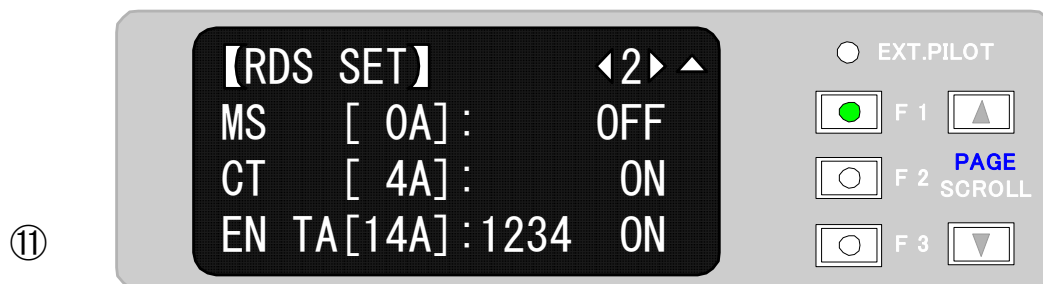 【RDS SET】 ◀2▶ ▲
MS [ 0A]: OFF
CT [ 4A]: ON
EN TA[14A]:1234 ON
EXT.PILOT
F 1
F 2
PAGE
SCROLL
F 3
⑪